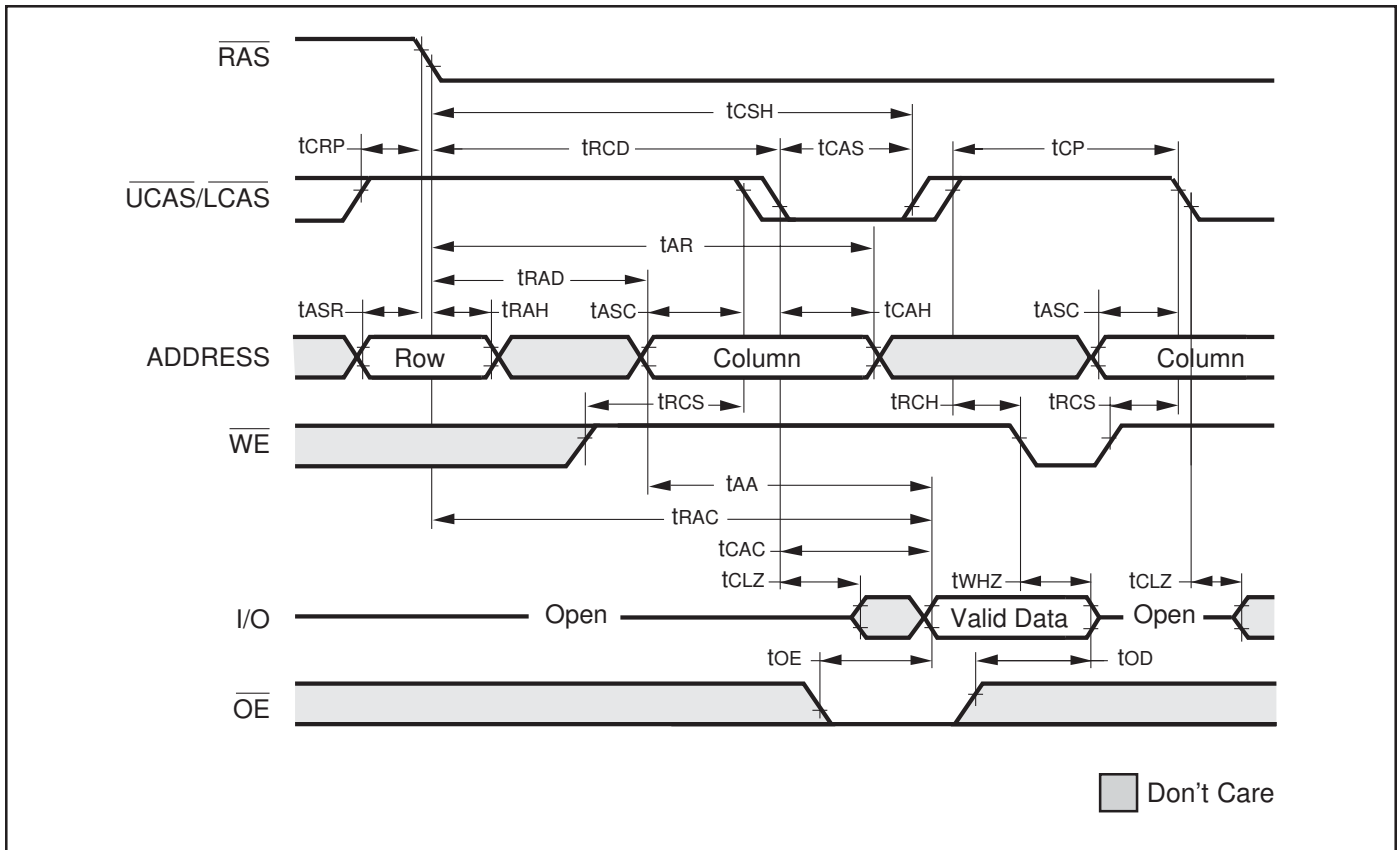 RAS
tCSH
tCRP tRCD tCAS tCP
UCAS/LCAS
tAR
tRAD
tASR tRAH tASC tCAH tASC
ADDRESS Row Column Column
tRCS tRCH tRCS
WE
tAA
tRAC
tCAC
tCLZ tWHZ tCLZ
I/O Open Valid Data Open
tOE tOD
OE
Don't Care